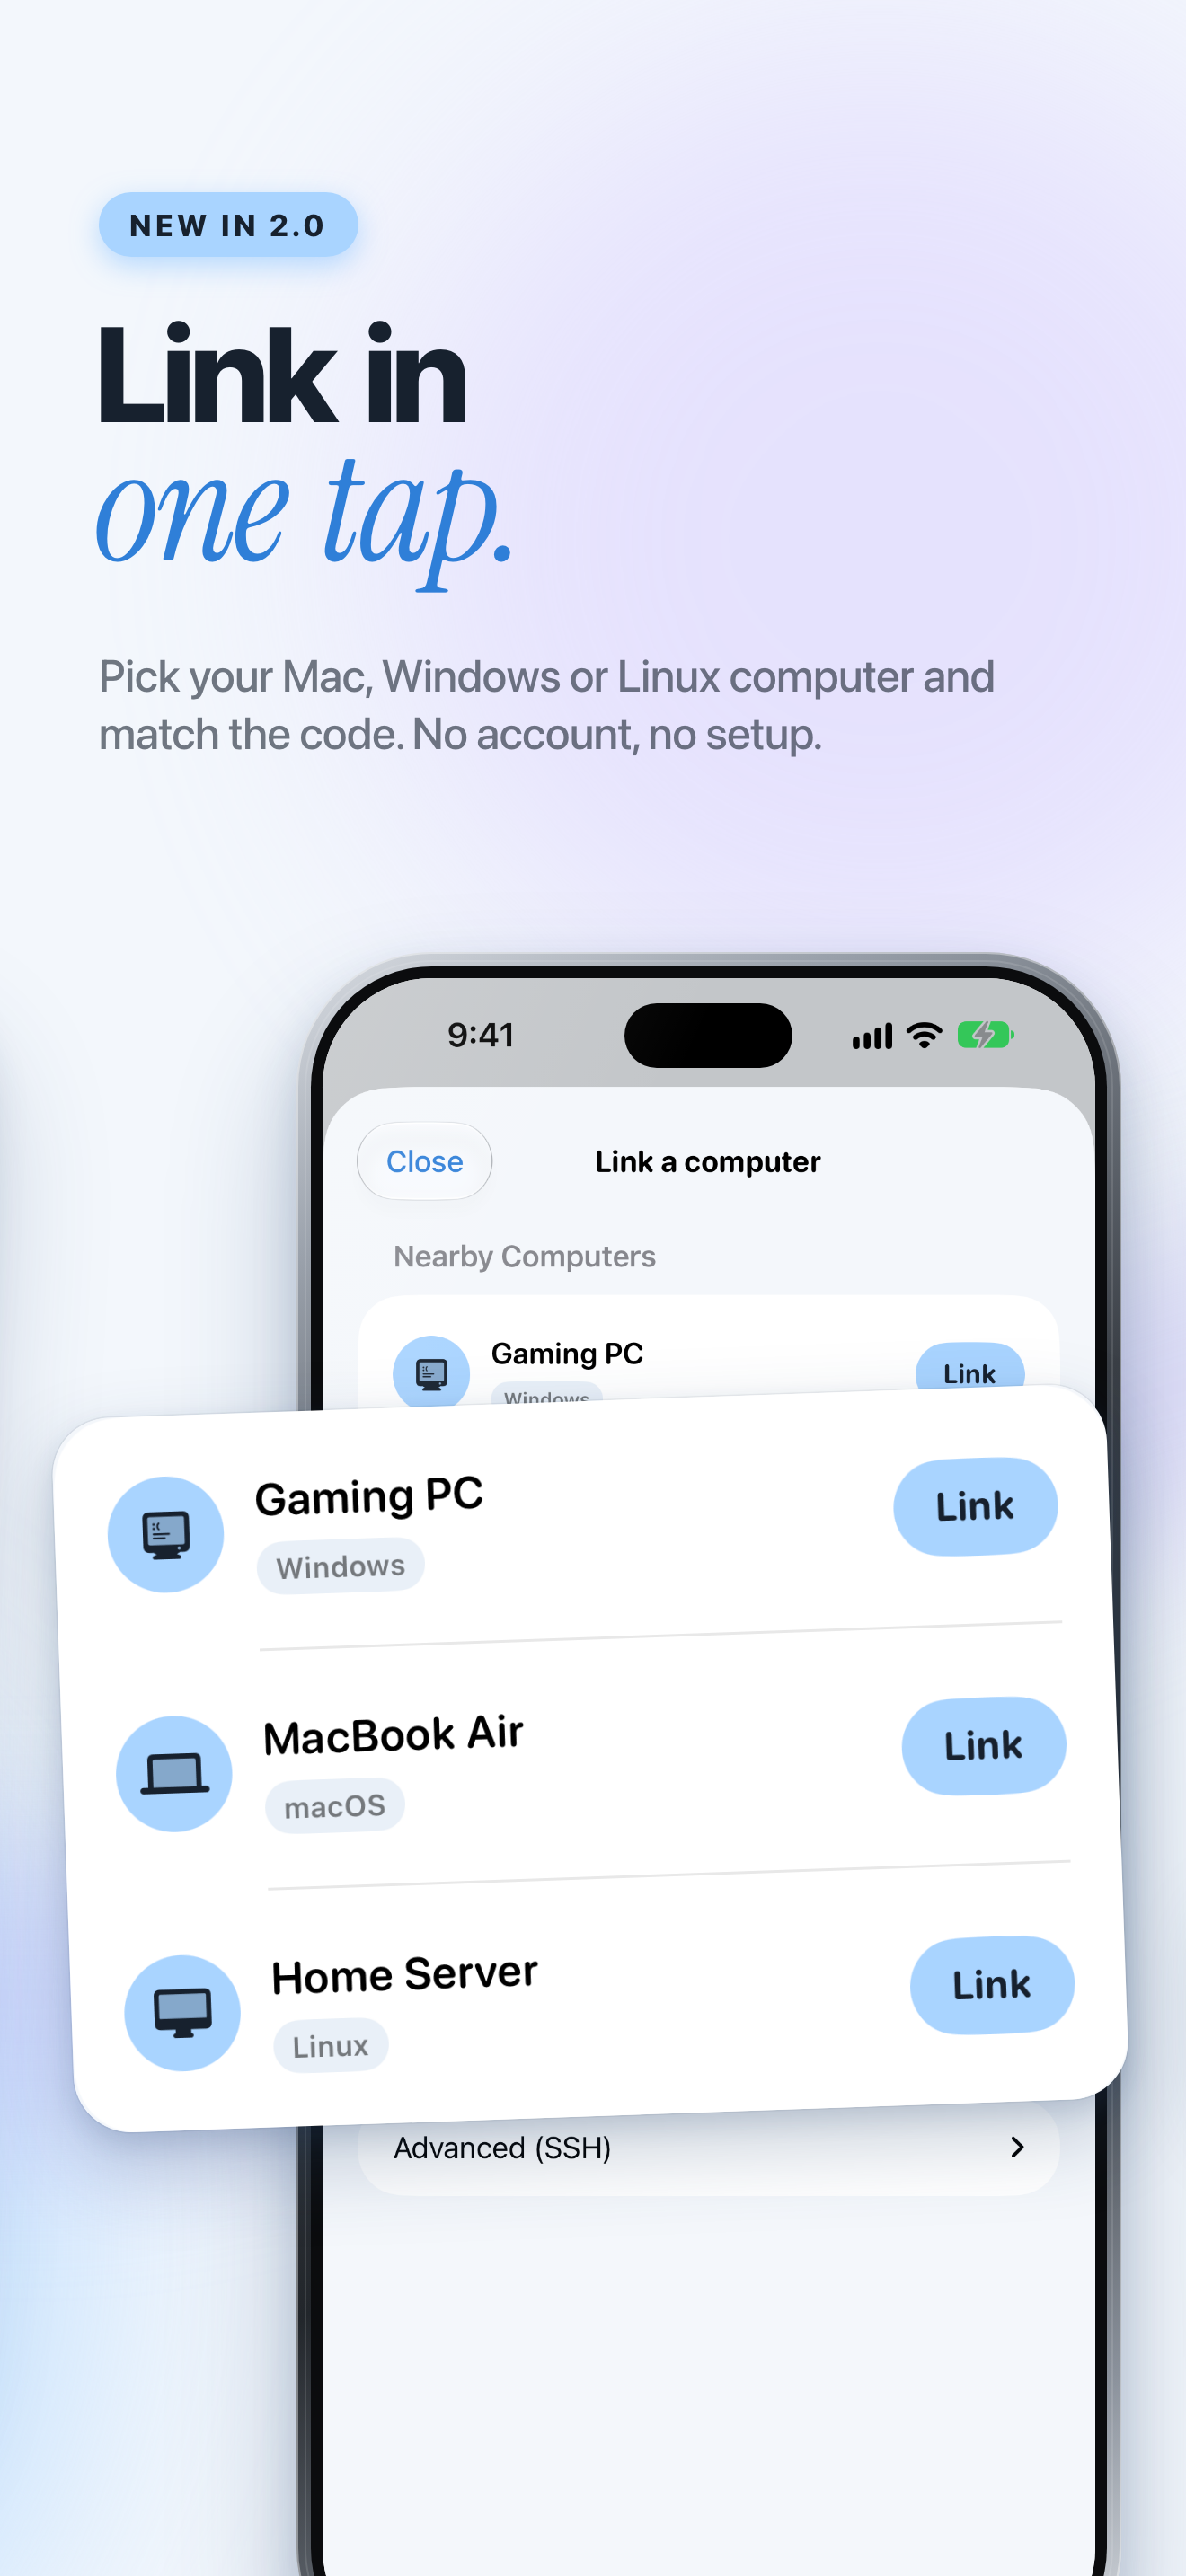 NEW IN 2.0
Link in
one tap.
Pick your Mac, Windows or Linux computer and
match the code. No account, no setup.
9:41
Close
Link a computer
Nearby Computers
Gaming PC
Link
Windows
Gaming PC
Windows
Link
MacBook Air
macOS
Link
Home Server
Linux
Link
Advanced (SSH)